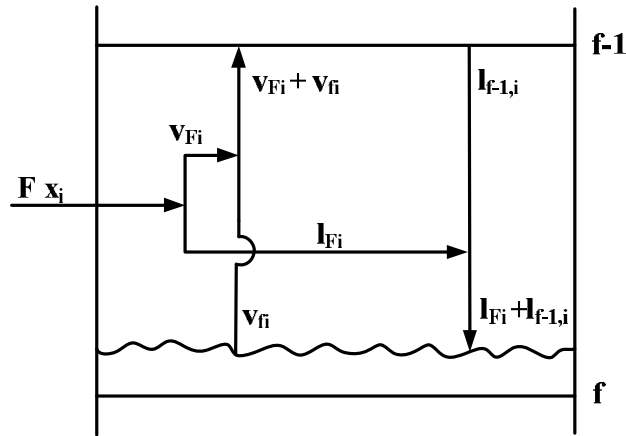 f-1
v_Fi + v_fi
l_f-1,i
v_Fi
F x_i
l_Fi
v_fi
l_Fi+l_f-1,i
f